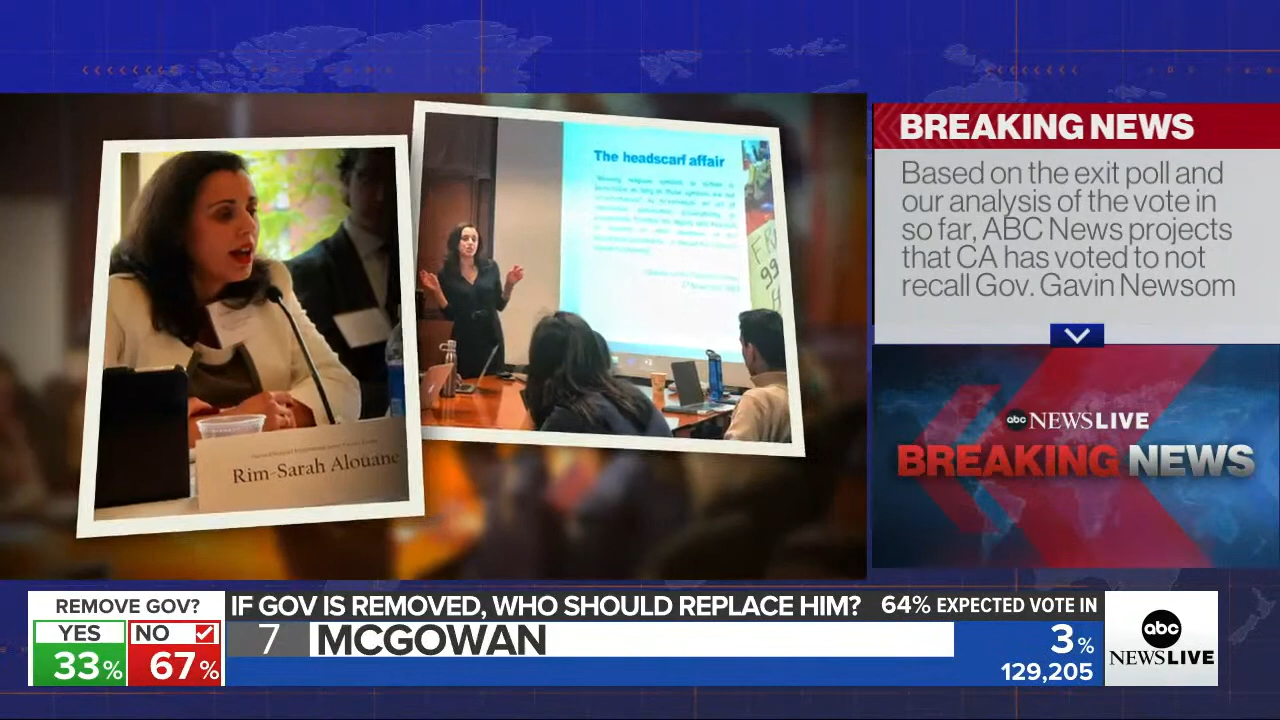 The headscarf affair
Rim-Sarah Alouane
BREAKING NEWS
Based on the exit poll and
our analysis of the vote in
so far, ABC News projects
that CA has voted to not
recall Gov. Gavin Newsom
abc NEWS LIVE
BREAKING NEWS
REMOVE GOV?
YES NO
33% 67%
IF GOV IS REMOVED, WHO SHOULD REPLACE HIM? 64% EXPECTED VOTE IN
7 MCGOWAN 3%
129,205
abc
NEWS LIVE